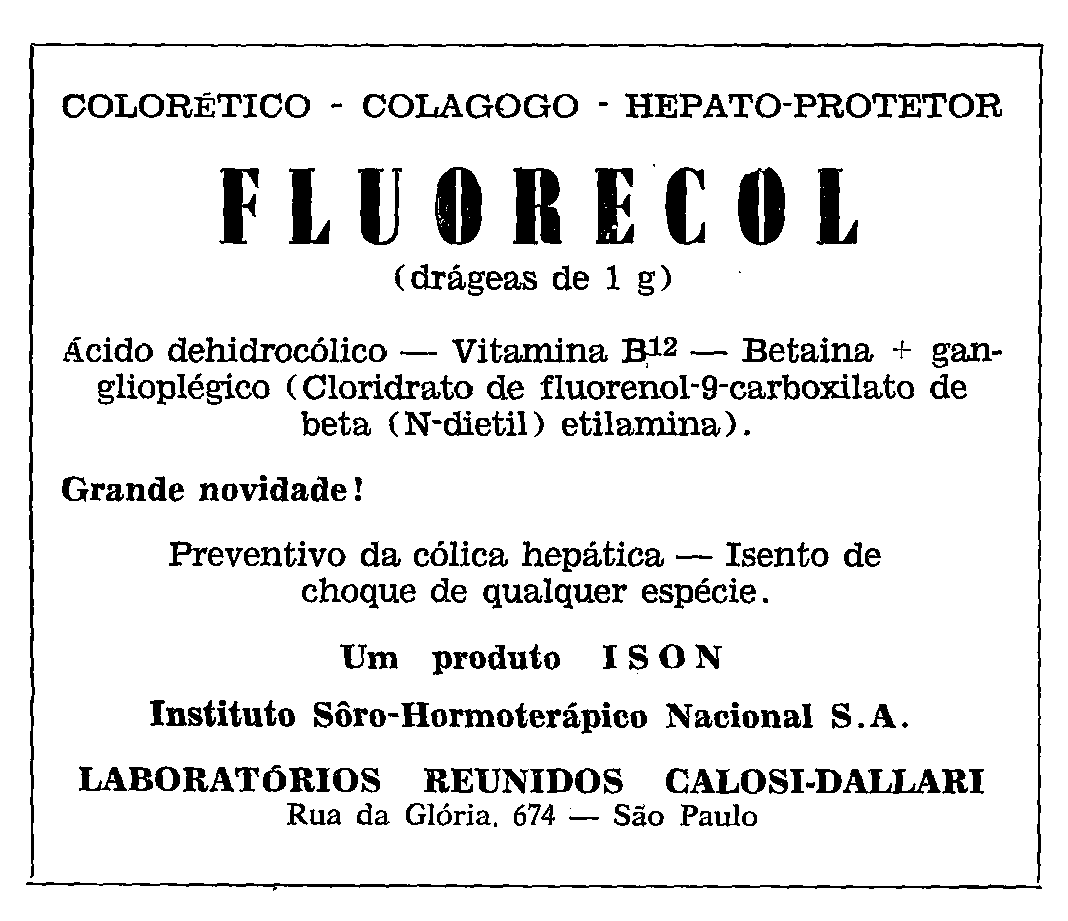 COLORÉTICO - COLAGOGO - HEPATO-PROTETOR
FLUORECOL
(drágeas de 1 g)
Ácido dehidrocólico — Vitamina B12 — Betaina + gan-
glioplégico (Cloridrato de fluorenol-9-carboxilato de
beta (N-dietil) etilamina).
Grande novidade!
Preventivo da cólica hepática — Isento de
choque de qualquer espécie.
Um produto ISON
Instituto Sôro-Hormoterápico Nacional S.A.
LABORATÓRIOS REUNIDOS CALOSI-DALLARI
Rua da Glória, 674 — São Paulo